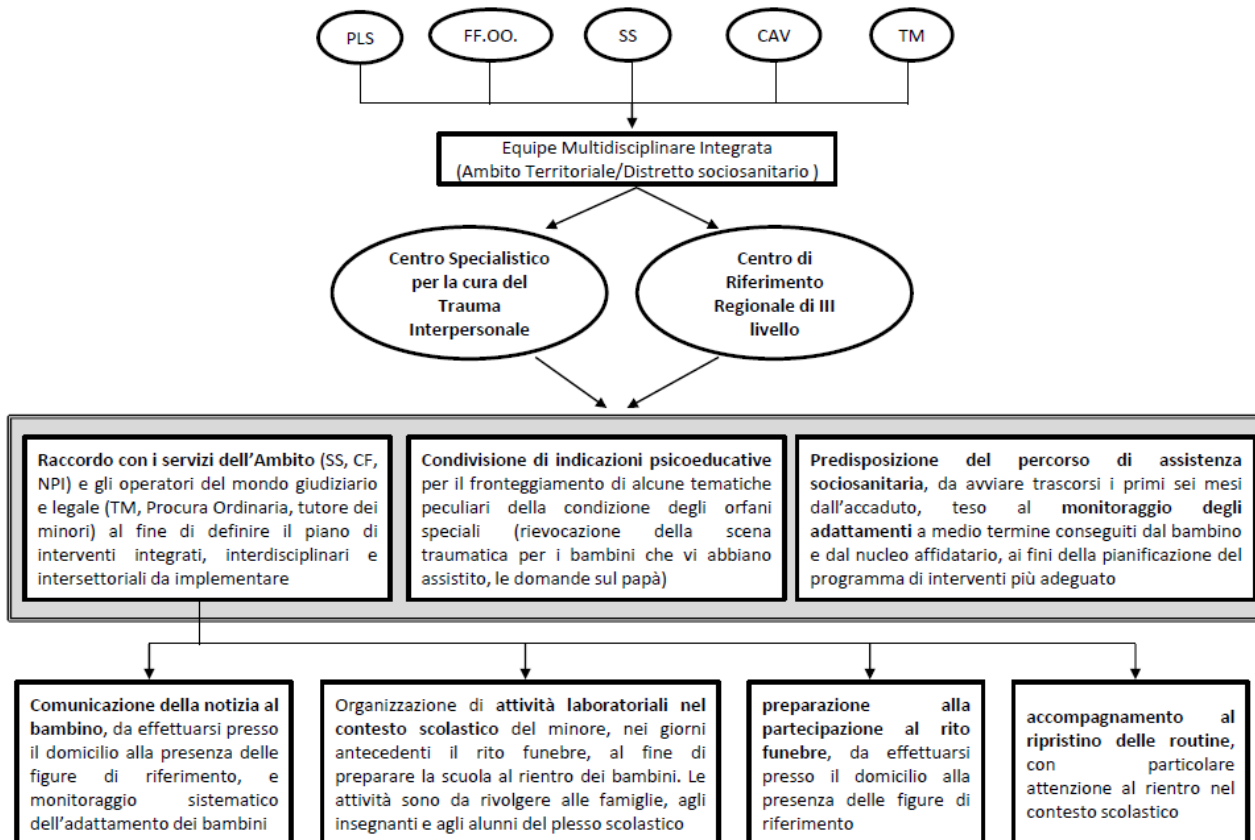 PLS
FF.OO.
SS
CAV
TM
Equipe Multidisciplinare Integrata
(Ambito Territoriale/Distretto sociosanitario )
Centro Specialistico
per la cura del
Trauma
Interpersonale
Centro di
Riferimento
Regionale di III
livello
Raccordo con i servizi dell'Ambito (SS, CF,
NPI) e gli operatori del mondo giudiziario
e legale (TM, Procura Ordinaria, tutore dei
minori) al fine di definire il piano di
interventi integrati, interdisciplinari e
intersettoriali da implementare
Condivisione di indicazioni psicoeducative
per il fronteggiamento di alcune tematiche
peculiari della condizione degli orfani
speciali (rievocazione della scena
traumatica per i bambini che vi abbiano
assistito, le domande sul papà)
Predisposizione del percorso di assistenza
sociosanitaria, da avviare trascorsi i primi sei mesi
dall'accaduto, teso al monitoraggio degli
adattamenti a medio termine conseguiti dal bambino
e dal nucleo affidatario, ai fini della pianificazione del
programma di interventi più adeguato
Comunicazione della notizia al
bambino, da effettuarsi presso
il domicilio alla presenza delle
figure di riferimento, e
monitoraggio sistematico
dell'adattamento dei bambini
Organizzazione di attività laboratoriali nel
contesto scolastico del minore, nei giorni
antecedenti il rito funebre, al fine di
preparare la scuola al rientro dei bambini. Le
attività sono da rivolgere alle famiglie, agli
insegnanti e agli alunni del plesso scolastico
preparazione alla
partecipazione al rito
funebre, da effettuarsi
presso il domicilio alla
presenza delle figure di
riferimento
accompagnamento al
ripristino delle routine,
con particolare
attenzione al rientro nel
contesto scolastico